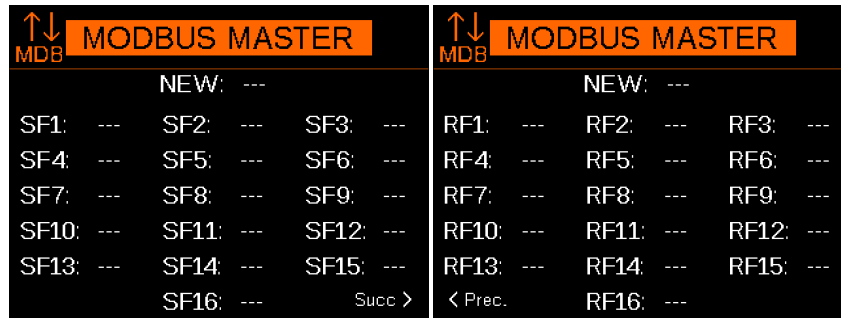 MDB MODBUS MASTER
NEW: ---
SF1: --- SF2: --- SF3: ---
SF4: --- SF5: --- SF6: ---
SF7: --- SF8: --- SF9: ---
SF10: --- SF11: --- SF12: ---
SF13: --- SF14: --- SF15: ---
SF16: --- Succ >
MDB MODBUS MASTER
NEW: ---
RF1: --- RF2: --- RF3: ---
RF4: --- RF5: --- RF6: ---
RF7: --- RF8: --- RF9: ---
RF10: --- RF11: --- RF12: ---
RF13: --- RF14: --- RF15: ---
< Prec. RF16: ---